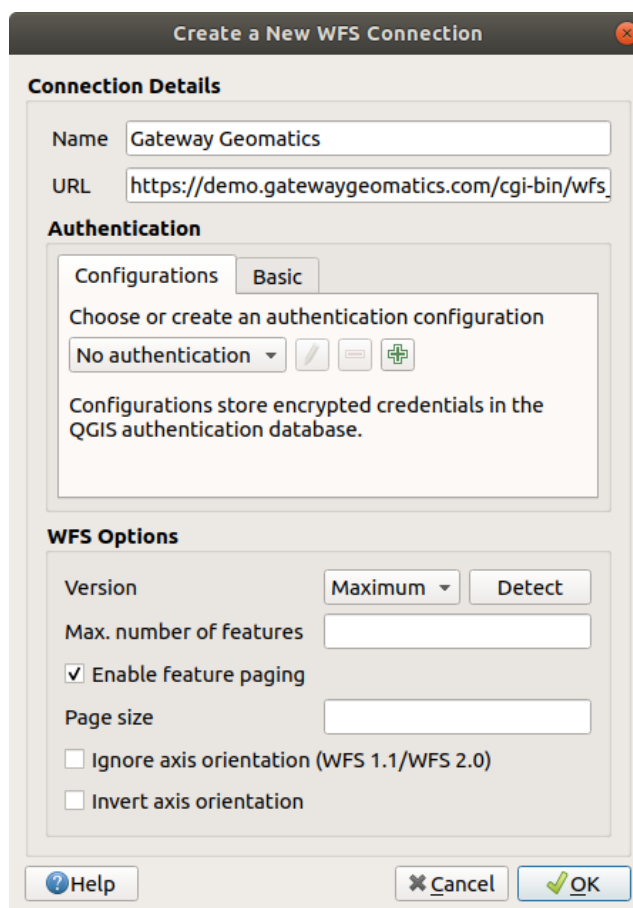 Create a New WFS Connection
Connection Details
Name Gateway Geomatics
URL https://demo.gatewaygeomatics.com/cgi-bin/wfs_
Authentication
Configurations Basic
Choose or create an authentication configuration
No authentication
Configurations store encrypted credentials in the
QGIS authentication database.
WFS Options
Version Maximum Detect
Max. number of features
Enable feature paging
Page size
Ignore axis orientation (WFS 1.1/WFS 2.0)
Invert axis orientation
Help Cancel OK